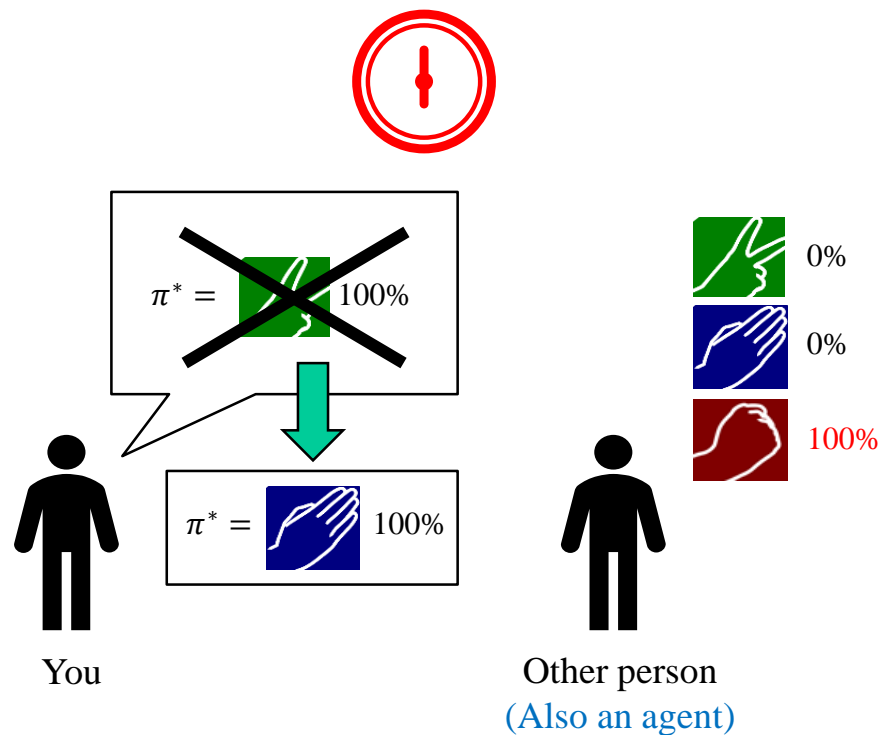 π* = 100%
0%
0%
100%
π* = 100%
You
Other person
(Also an agent)